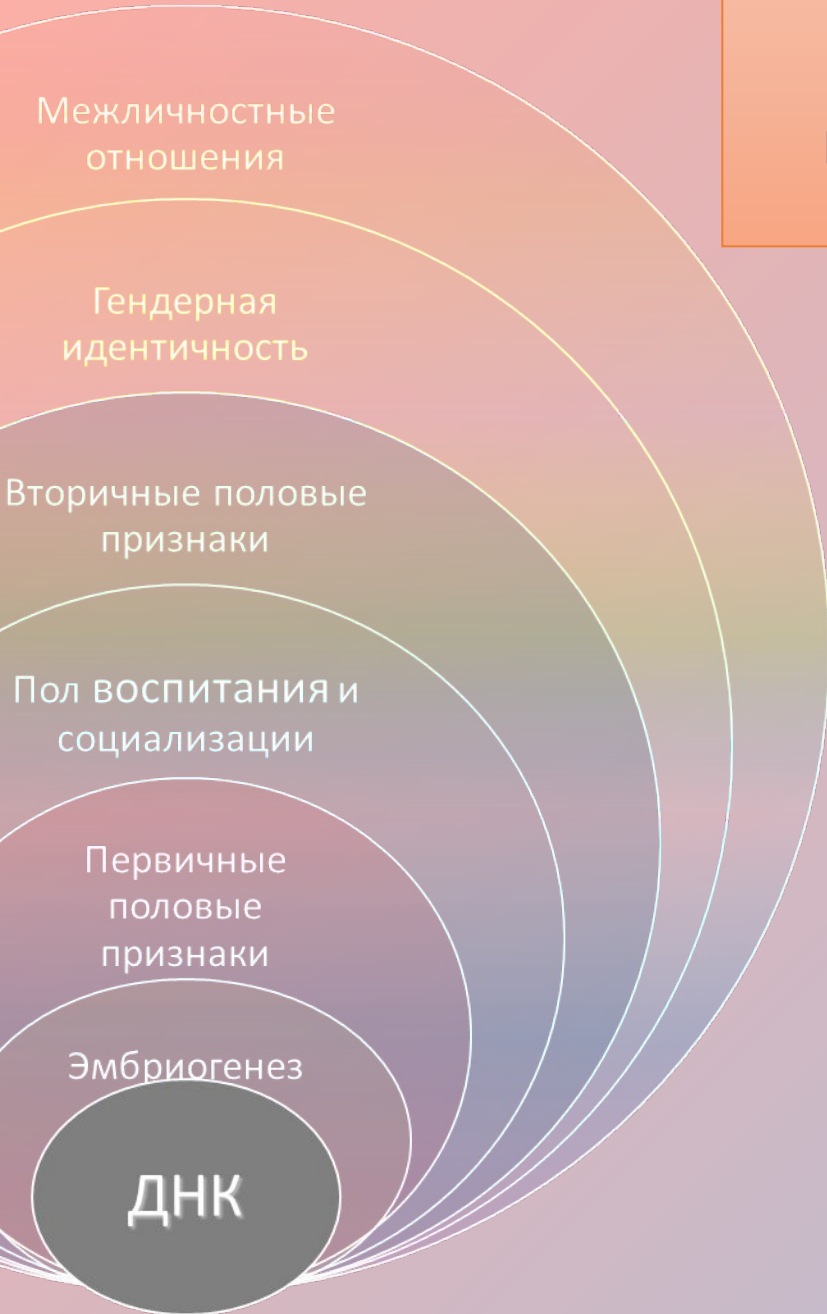 Межличностные
отношения
Гендерная
идентичность
Вторичные половые
признаки
Пол воспитания и
социализации
Первичные
половые
признаки
Эмбриогенез
ДНК